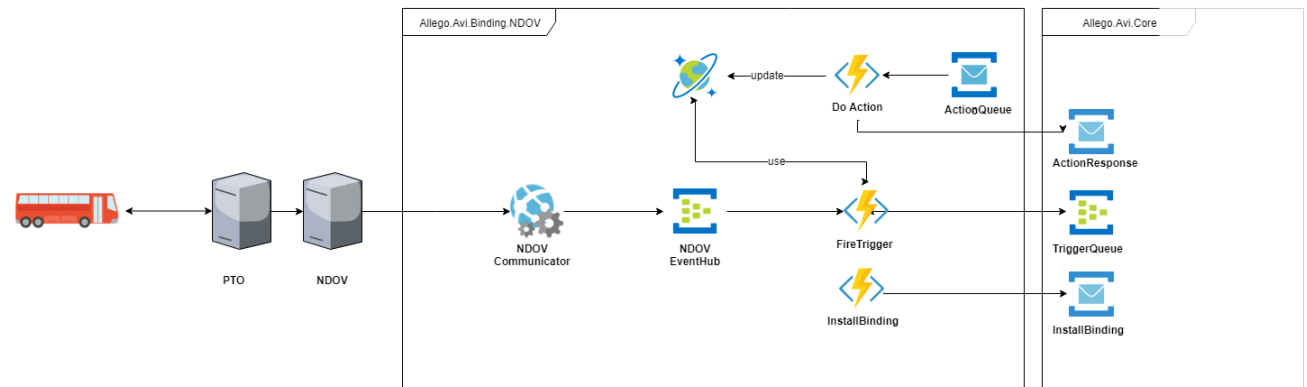 Allego.Avi.Binding.NDOV
Allego.Avi.Core
update
Do Action
ActionQueue
ActionResponse
use
PTO
NDOV
NDOV
Communicator
NDOV
EventHub
FireTrigger
TriggerQueue
InstallBinding
InstallBinding